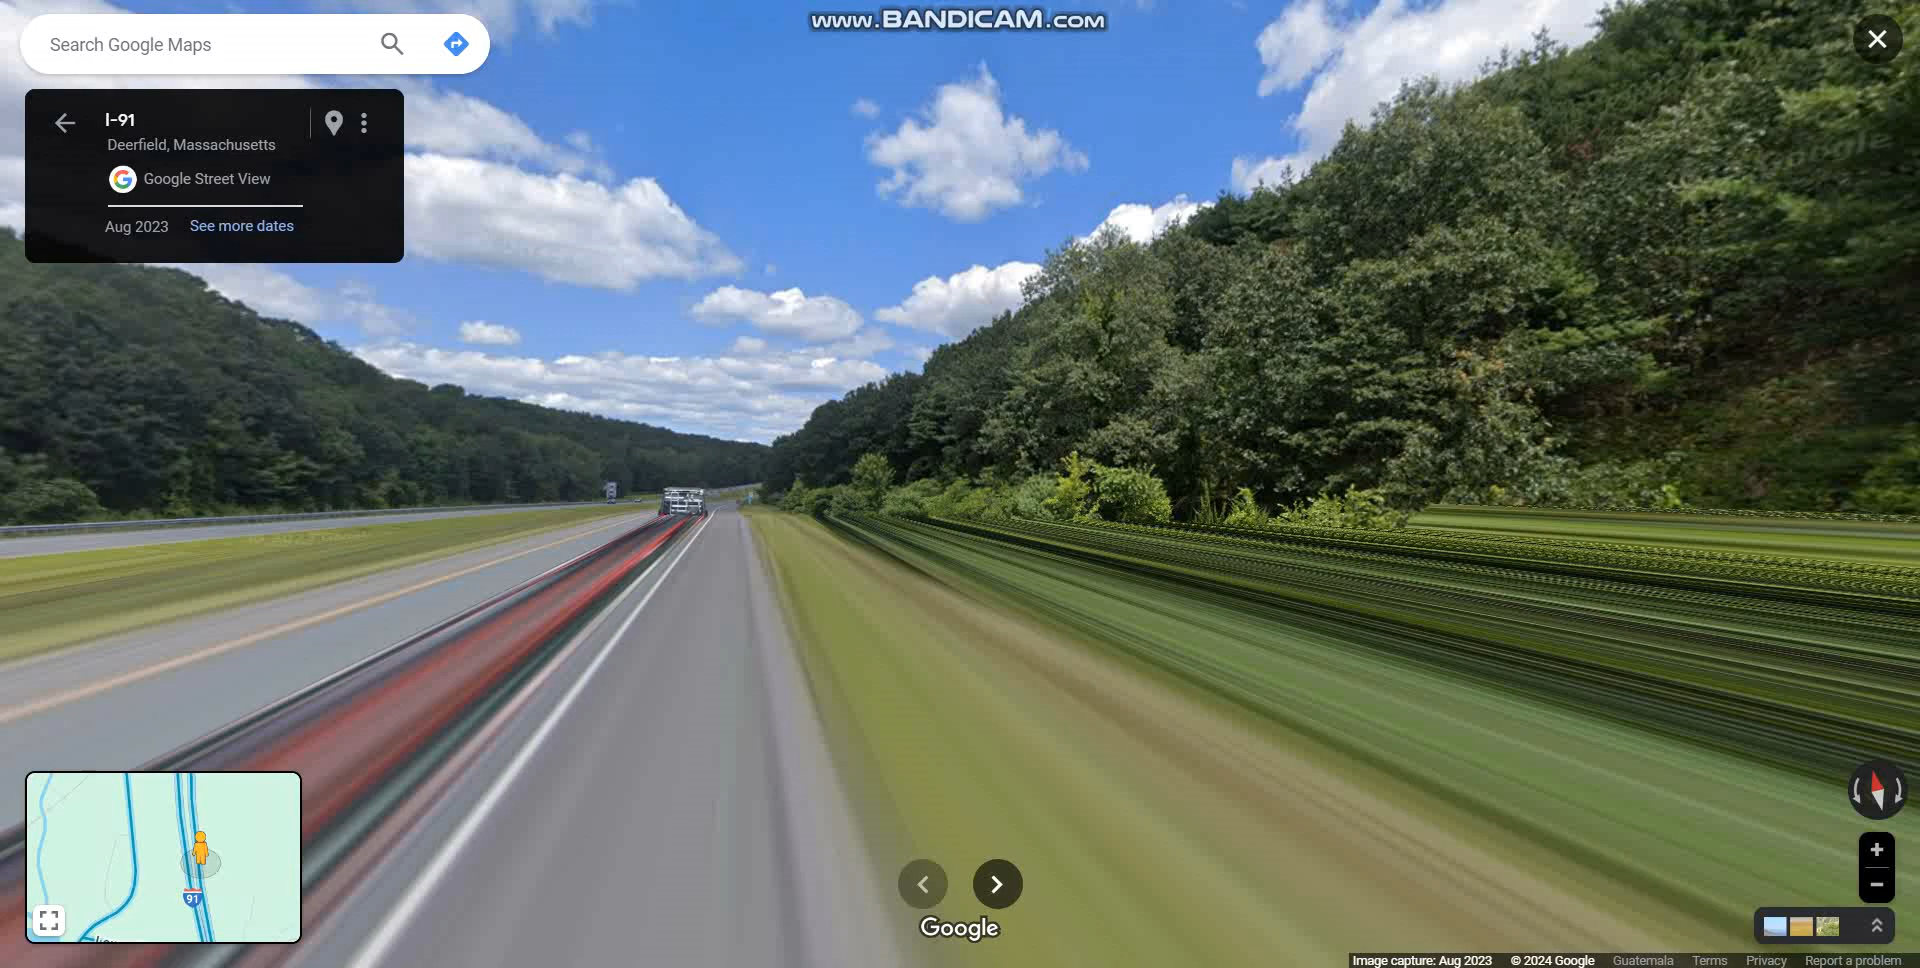 www.BANDICAM.com
Search Google Maps
I-91
Deerfield, Massachusetts
Google Street View
Aug 2023 See more dates
Google
91
Google
Image capture: Aug 2023 © 2024 Google Guatemala Terms Privacy Report a problem